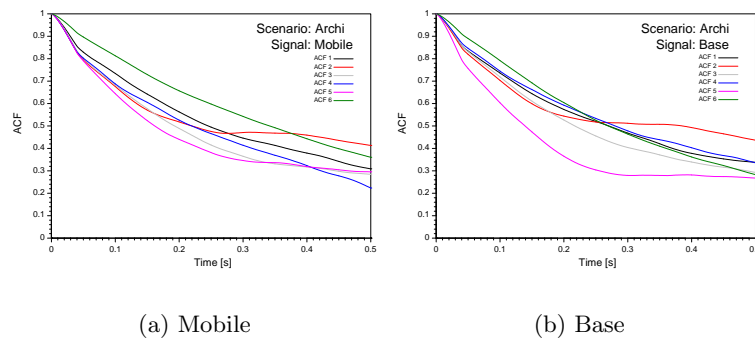 Scenario: Archi
Signal: Mobile
ACF 1
ACF 2
ACF 3
ACF 4
ACF 5
ACF 6
1
0.9
0.8
0.7
0.6
0.5
0.4
0.3
0.2
0.1
0
ACF
0 0.1 0.2 0.3 0.4 0.5
Time [s]
(a) Mobile
Scenario: Archi
Signal: Base
ACF 1
ACF 2
ACF 3
ACF 4
ACF 5
ACF 6
1
0.9
0.8
0.7
0.6
0.5
0.4
0.3
0.2
0.1
0
ACF
0 0.1 0.2 0.3 0.4 0.5
Time [s]
(b) Base